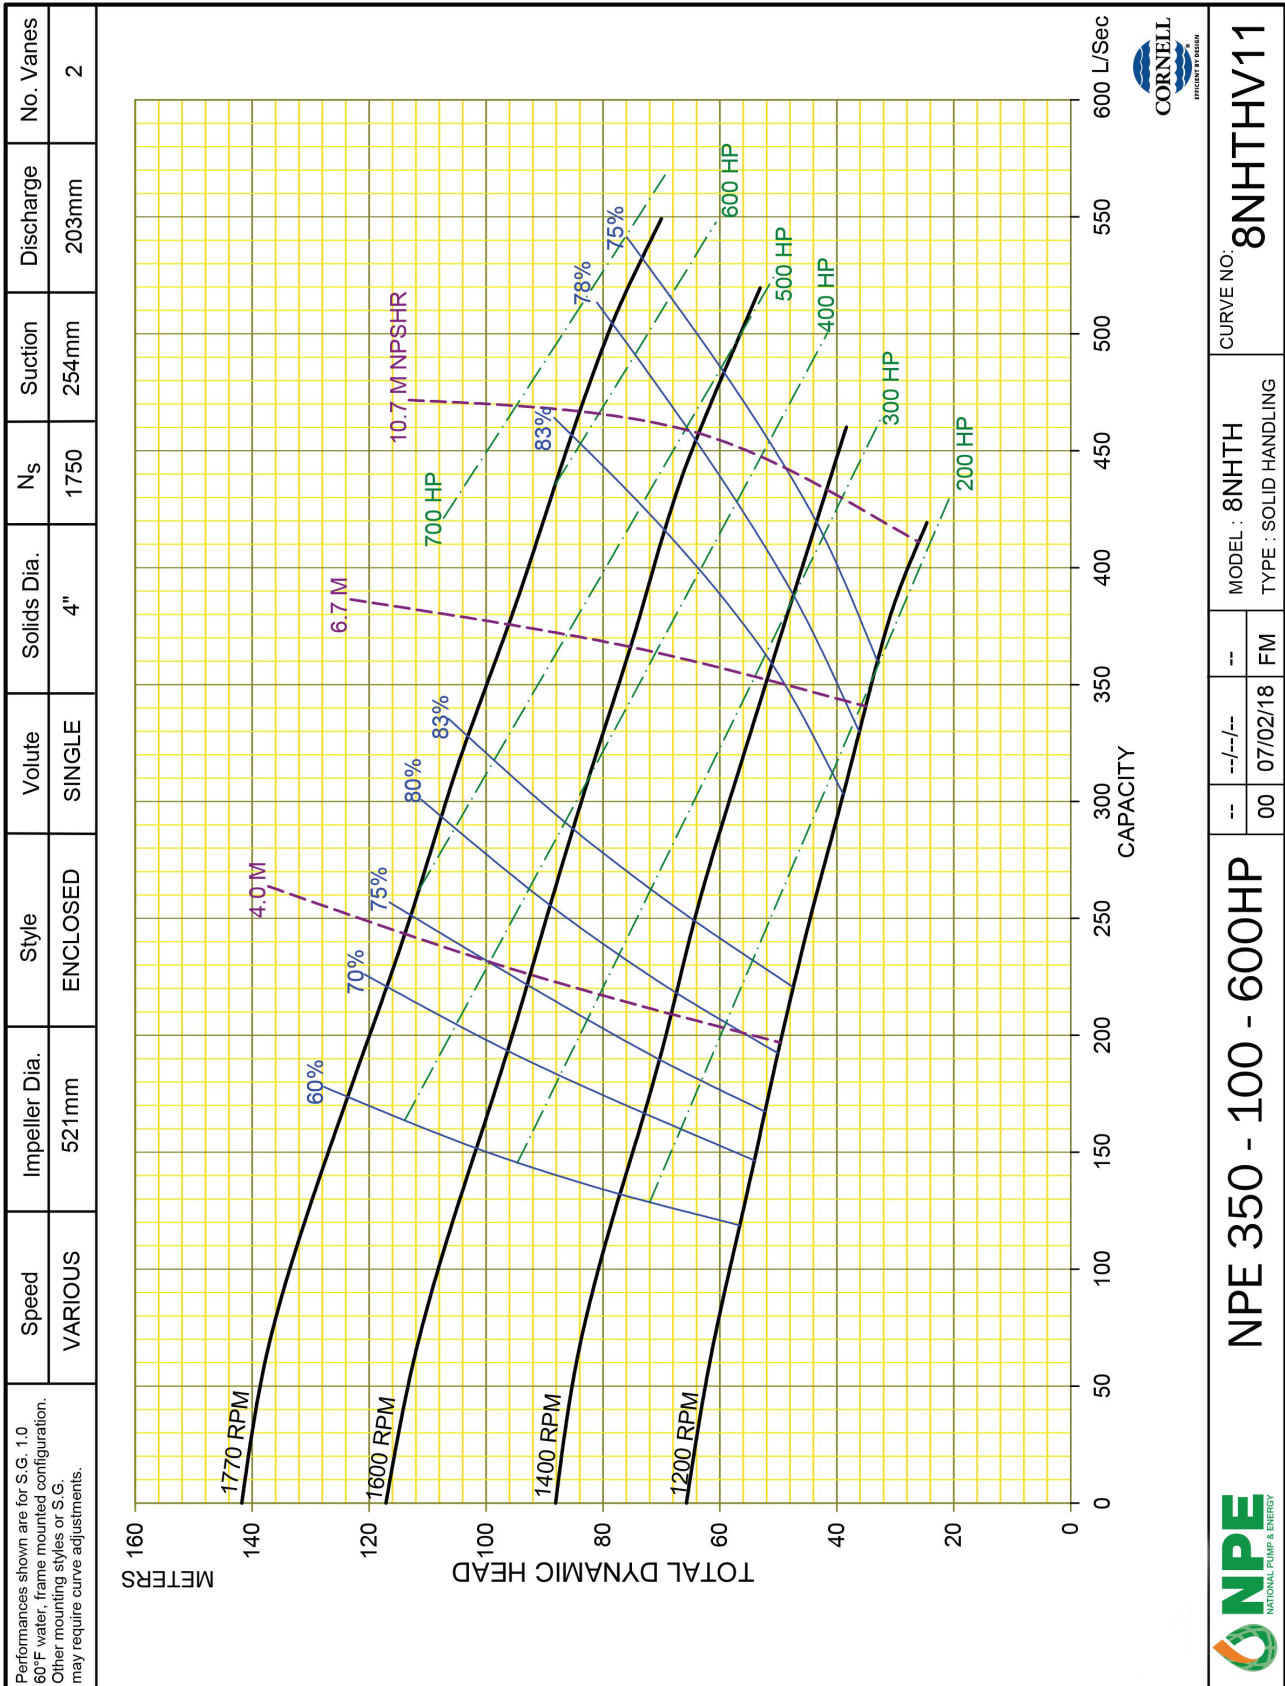 Performances shown are for S.G. 1.0
60°F water, frame mounted configuration.
Other mounting styles or S.G.
may require curve adjustments.
Speed Impeller Dia. Style Volute Solids Dia. Ns Suction Discharge No. Vanes
VARIOUS 521mm ENCLOSED SINGLE 4" 1750 254mm 203mm 2
METERS
160
140
120
100
80
60
40
20
0
TOTAL DYNAMIC HEAD
1770 RPM
1600 RPM
1400 RPM
1200 RPM
60%
70%
75%
80%
83%
83%
78%
75%
4.0 M
6.7 M
10.7 M NPSHR
700 HP
600 HP
500 HP
400 HP
300 HP
200 HP
0 50 100 150 200 250 300 350 400 450 500 550 600 L/Sec
CAPACITY
CORNELL
®
EFFICIENT BY DESIGN
NPE
NATIONAL PUMP & ENERGY
NPE 350 - 100 - 600HP
-- --/--/-- --
00 07/02/18 FM
MODEL : 8NHTH
TYPE : SOLID HANDLING
CURVE NO:
8NHTHV11